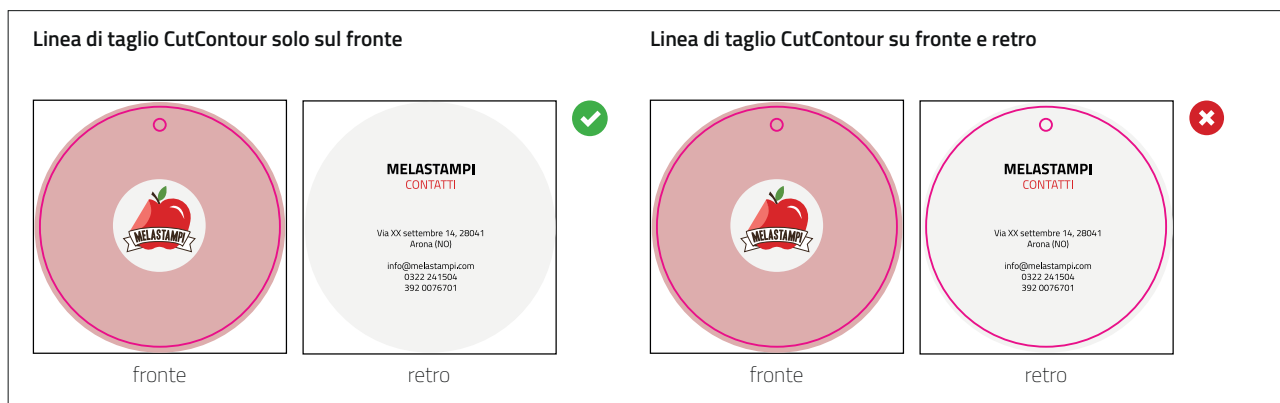 Linea di taglio CutContour solo sul fronte
MELASTAMPI
fronte
MELASTAMPI
CONTATTI
Via XX settembre 14, 28041
Arona (NO)
info@melastampi.com
0322 241504
392 0076701
retro
Linea di taglio CutContour su fronte e retro
MELASTAMPI
fronte
MELASTAMPI
CONTATTI
Via XX settembre 14, 28041
Arona (NO)
info@melastampi.com
0322 241504
392 0076701
retro